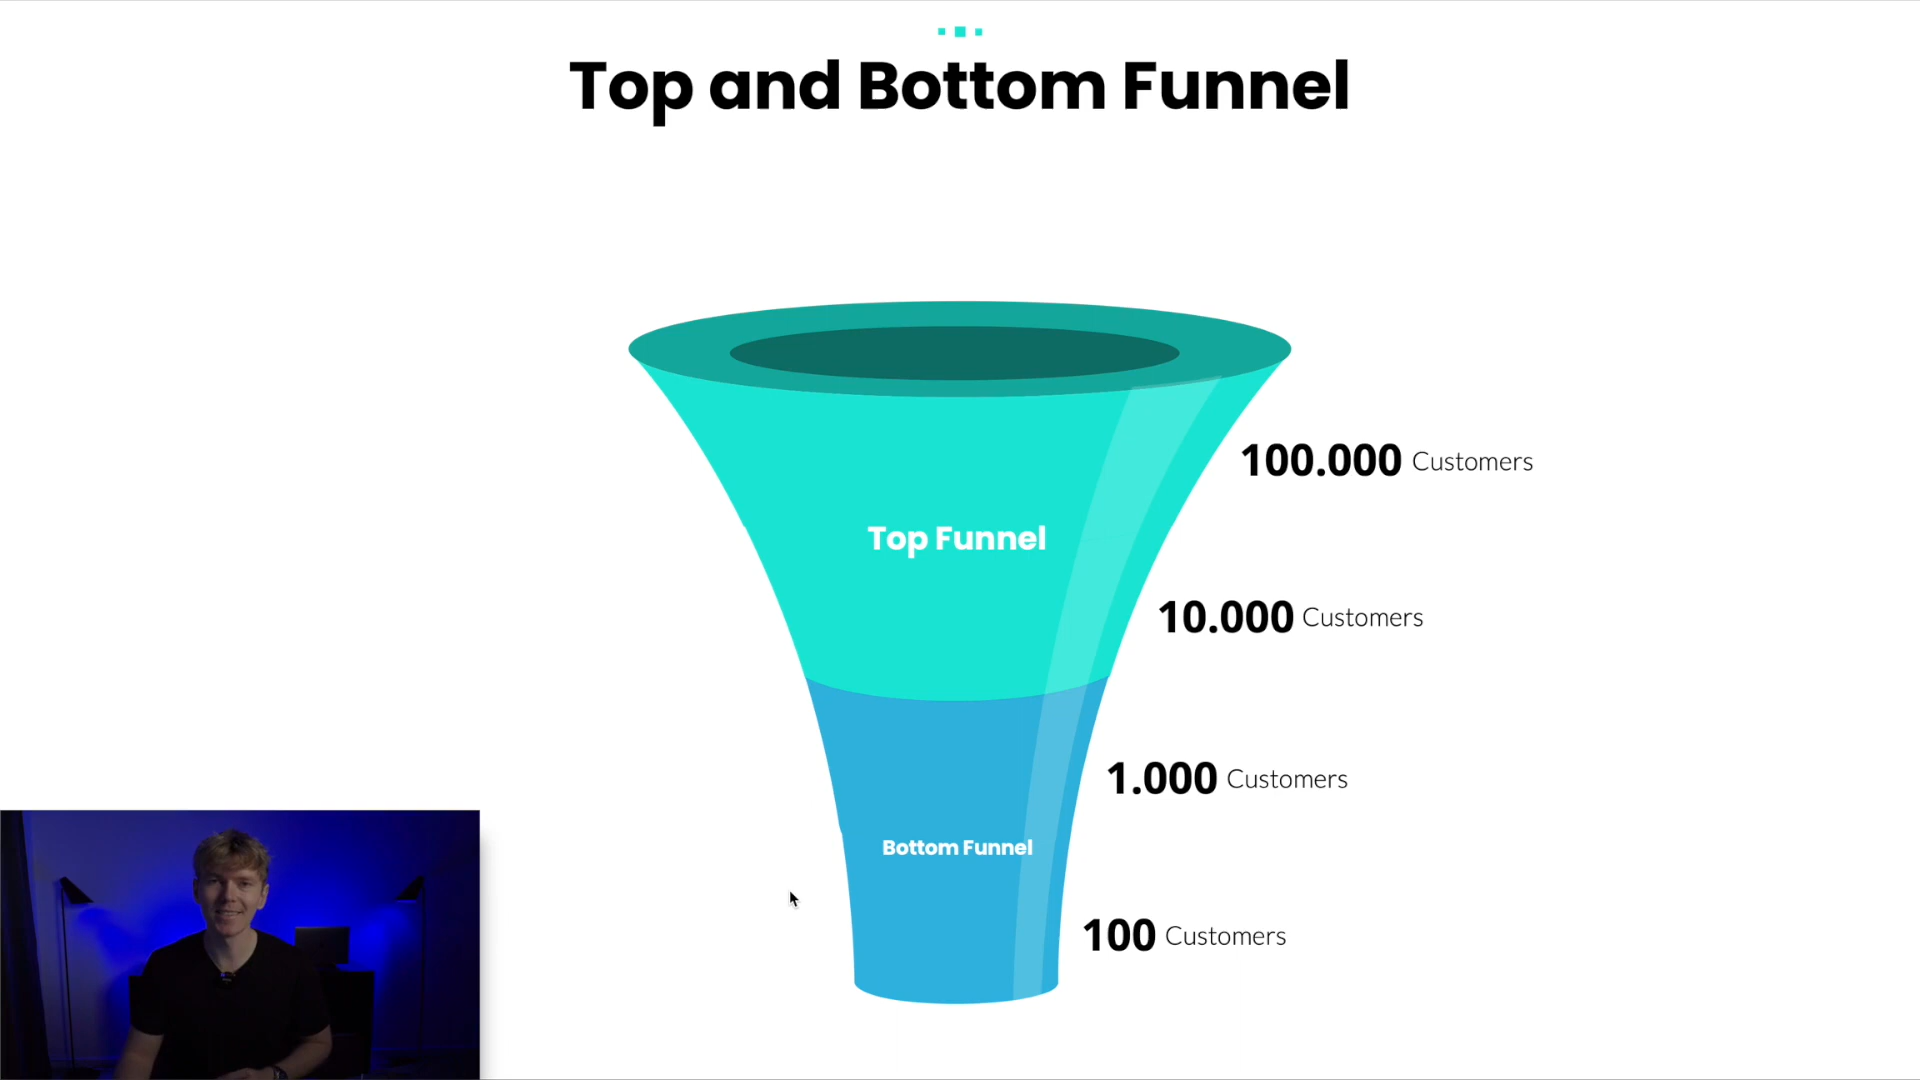 Top and Bottom Funnel
100.000 Customers
Top Funnel
10.000 Customers
1.000 Customers
Bottom Funnel
100 Customers